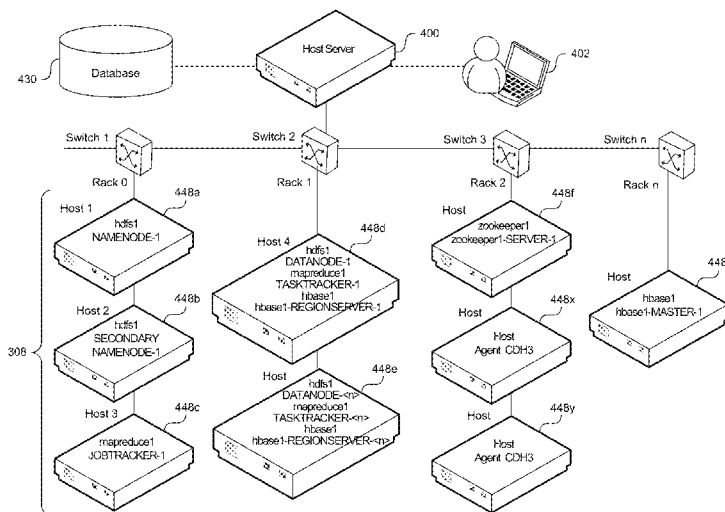 400
Host Server
402
430
Database
Switch 1
Switch 2
Switch 3
Switch n
Rack 0
Rack 1
Rack 2
Rack n
308
Host 1
448a
hdfs1
NAMENODE-1
Host 2
448b
hdfs1
SECONDARY
NAMENODE-1
Host 3
448c
mapreduce1
JOBTRACKER-1
Host 4
448d
hdfs1
DATANODE-1
mapreduce1
TASKTRACKER-1
hbase1
hbase1-REGIONSERVER-1
Host
448e
hdfs1
DATANODE-<n>
mapreduce1
TASKTRACKER-<n>
hbase1
hbase1-REGIONSERVER-<n>
Host
448f
zookeeper1
zookeeper1-SERVER-1
Host
448x
Host
Agent CDH3
Host
448y
Host
Agent CDH3
Host
448
hbase1
hbase1-MASTER-1